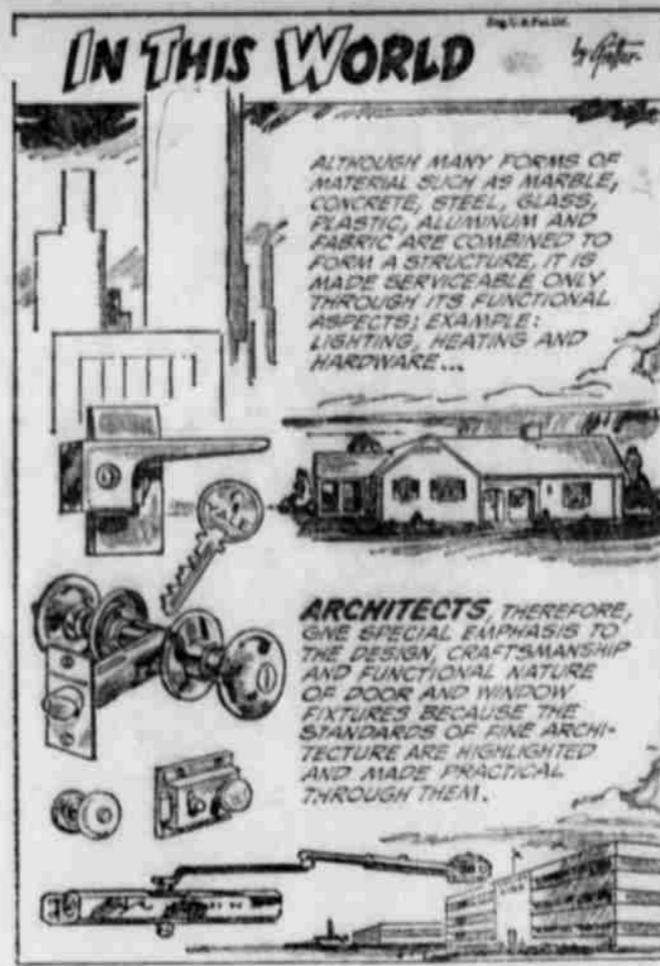 IN THIS WORLD
by
ALTHOUGH MANY FORMS OF
MATERIAL SUCH AS MARBLE,
CONCRETE, STEEL, GLASS,
PLASTIC, ALUMINUM AND
FABRIC ARE COMBINED TO
FORM A STRUCTURE, IT IS
MADE SERVICEABLE ONLY
THROUGH ITS FUNCTIONAL
ASPECTS; EXAMPLE:
LIGHTING, HEATING AND
HARDWARE...
YALE
ARCHITECTS, THEREFORE,
GIVE SPECIAL EMPHASIS TO
THE DESIGN, CRAFTSMANSHIP
AND FUNCTIONAL NATURE
OF DOOR AND WINDOW
FIXTURES BECAUSE THE
STANDARDS OF FINE ARCHI-
TECTURE ARE HIGHLIGHTED
AND MADE PRACTICAL
THROUGH THEM.